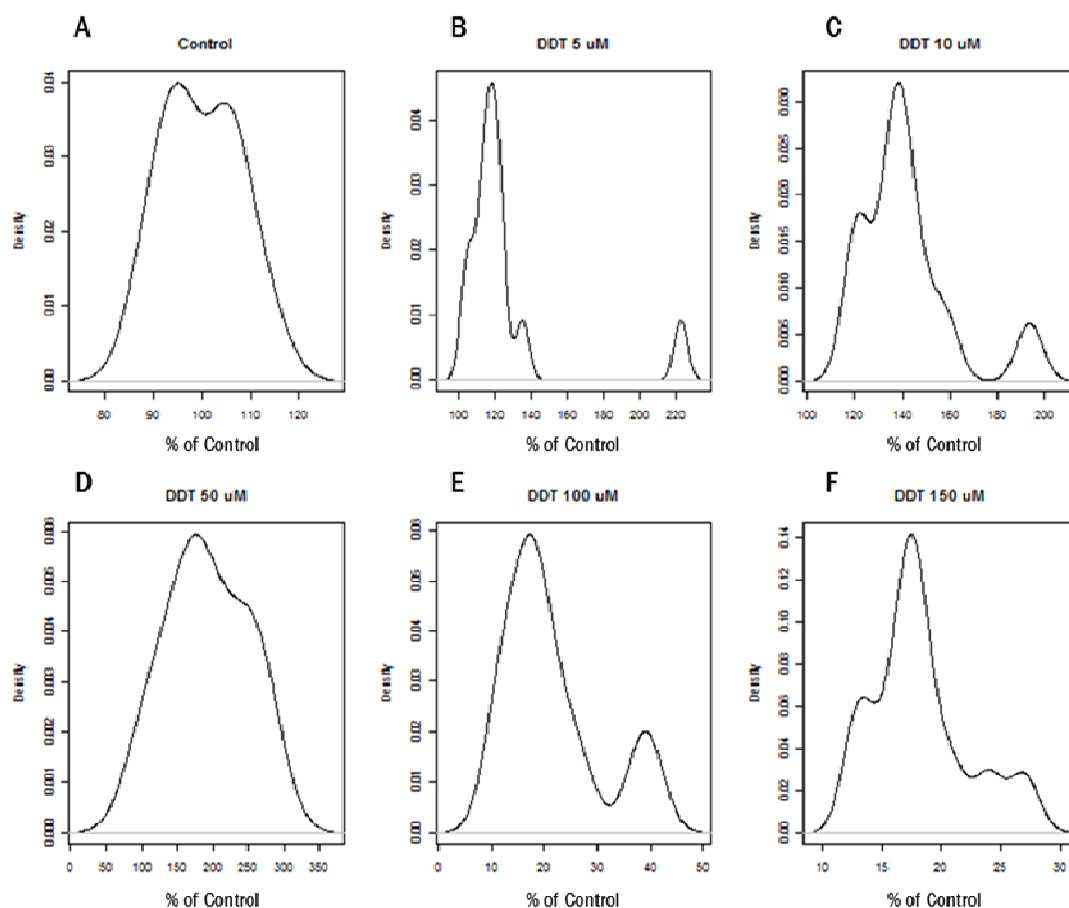 A
Control
Density
0.00 0.01 0.02 0.03 0.04
80 90 100 110 120
% of Control
B
DDT 5 uM
Density
0.00 0.01 0.02 0.03 0.04
100 120 140 160 180 200 220
% of Control
C
DDT 10 uM
Density
0.000 0.005 0.010 0.015 0.020 0.025 0.030
100 120 140 160 180 200
% of Control
D
DDT 50 uM
Density
0.000 0.001 0.002 0.003 0.004 0.005 0.006
0 50 100 150 200 250 300 350
% of Control
E
DDT 100 uM
Density
0.00 0.01 0.02 0.03 0.04 0.05 0.06
0 10 20 30 40 50
% of Control
F
DDT 150 uM
Density
0.00 0.02 0.04 0.06 0.08 0.10 0.12 0.14
10 15 20 25 30
% of Control